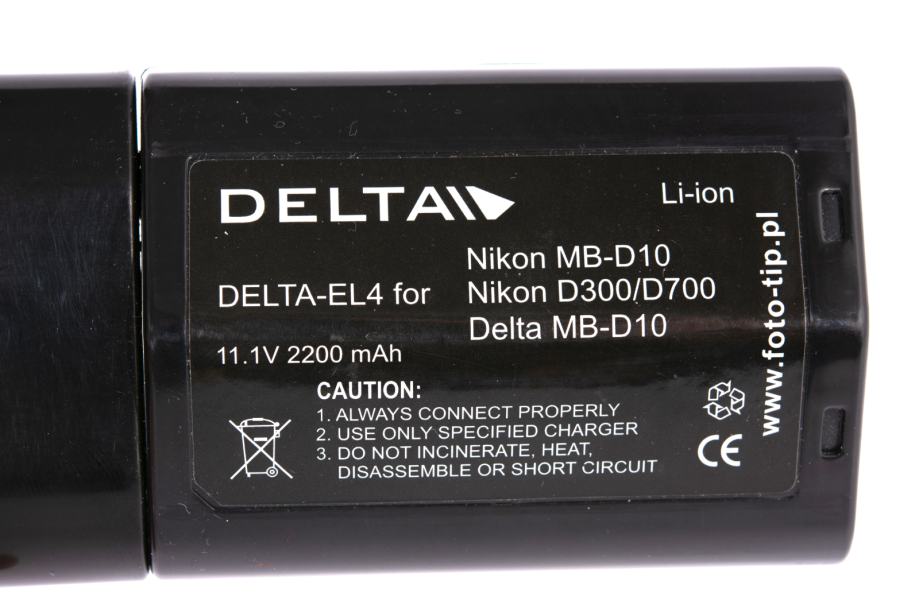 DELTA
Li-ion
DELTA-EL4 for
Nikon MB-D10
Nikon D300/D700
Delta MB-D10
11.1V 2200 mAh
CAUTION:
1. ALWAYS CONNECT PROPERLY
2. USE ONLY SPECIFIED CHARGER
3. DO NOT INCINERATE, HEAT,
DISASSEMBLE OR SHORT CIRCUIT
CE
www.foto-tip.pl